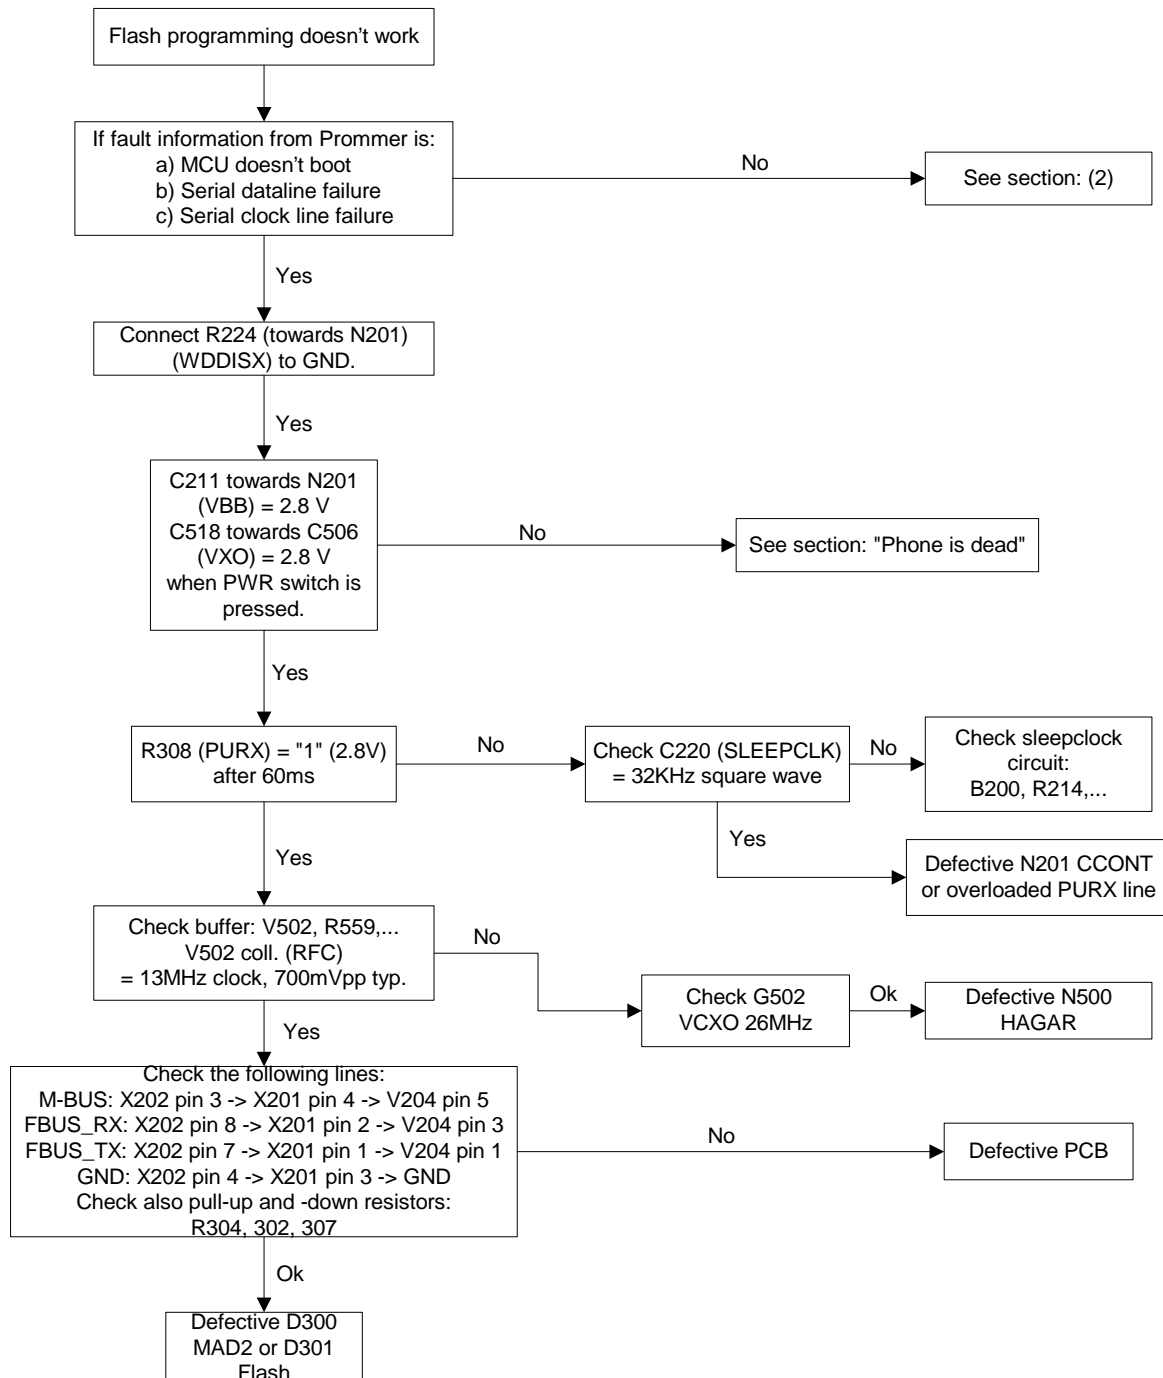 Flash programming doesn't work
If fault information from Prommer is:
a) MCU doesn't boot
b) Serial dataline failure
c) Serial clock line failure
No
See section: (2)
Yes
Connect R224 (towards N201)
(WDDISX) to GND.
Yes
C211 towards N201
(VBB) = 2.8 V
C518 towards C506
(VXO) = 2.8 V
when PWR switch is
pressed.
No
See section: "Phone is dead"
Yes
R308 (PURX) = "1" (2.8V)
after 60ms
No
Check C220 (SLEEPCLK)
= 32KHz square wave
No
Check sleepclock
circuit:
B200, R214,...
Yes
Defective N201 CCONT
or overloaded PURX line
Yes
Check buffer: V502, R559,...
V502 coll. (RFC)
= 13MHz clock, 700mVpp typ.
No
Check G502
VCXO 26MHz
Ok
Defective N500
HAGAR
Yes
Check the following lines:
M-BUS: X202 pin 3 -> X201 pin 4 -> V204 pin 5
FBUS_RX: X202 pin 8 -> X201 pin 2 -> V204 pin 3
FBUS_TX: X202 pin 7 -> X201 pin 1 -> V204 pin 1
GND: X202 pin 4 -> X201 pin 3 -> GND
Check also pull-up and -down resistors:
R304, 302, 307
No
Defective PCB
Ok
Defective D300
MAD2 or D301
Flash